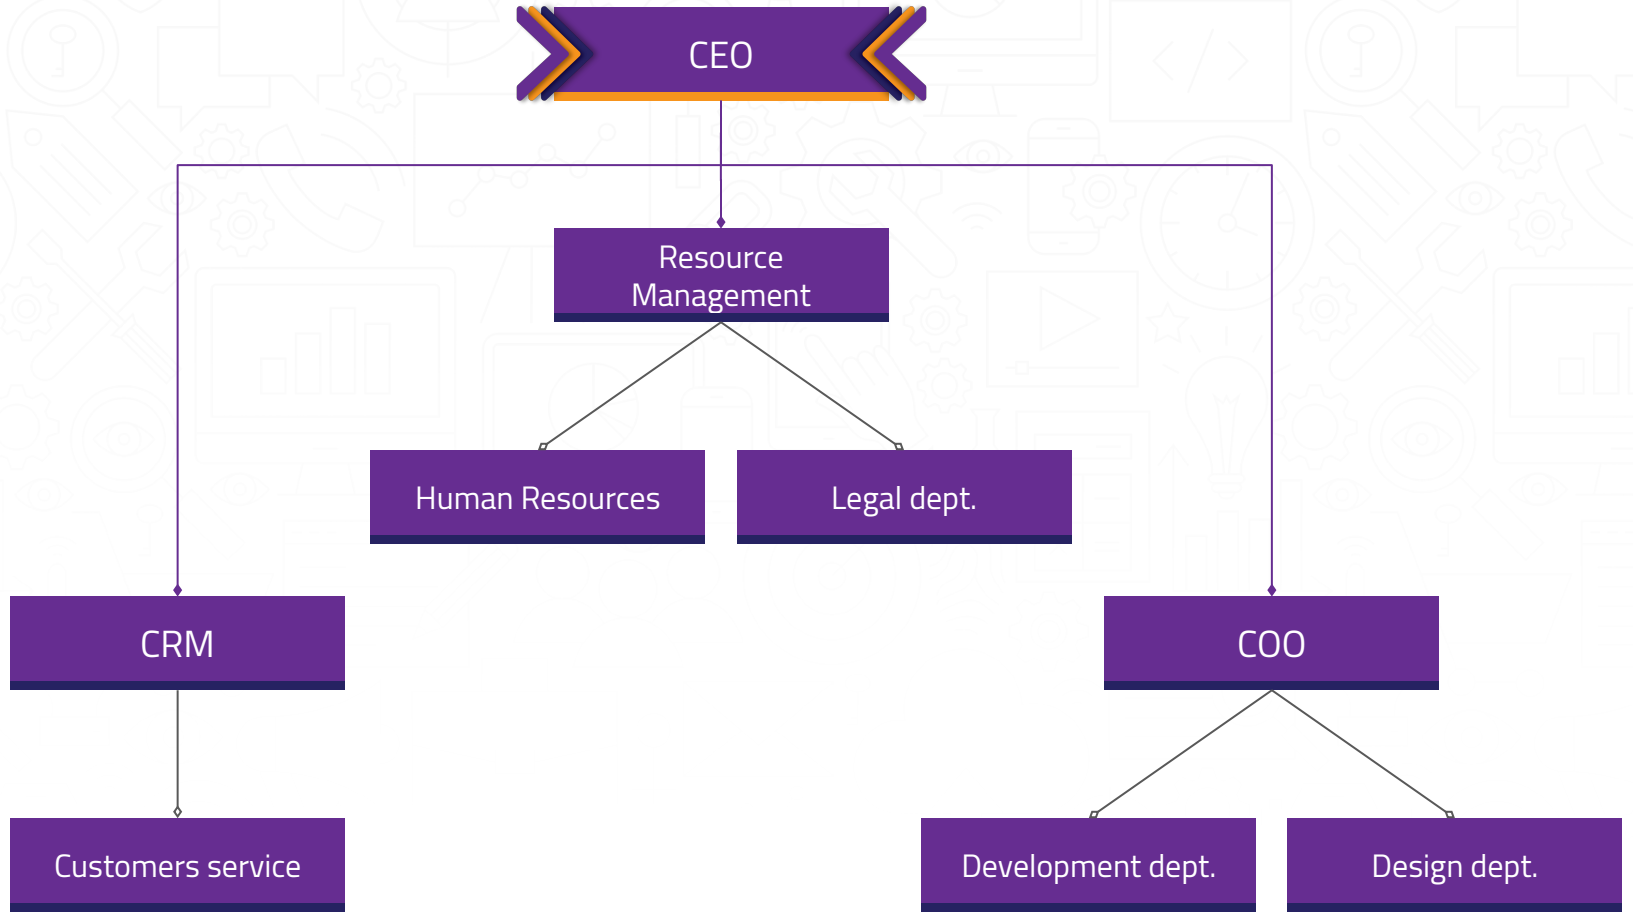 CEO
Resource
Management
Human Resources
Legal dept.
CRM
COO
Customers service
Development dept.
Design dept.